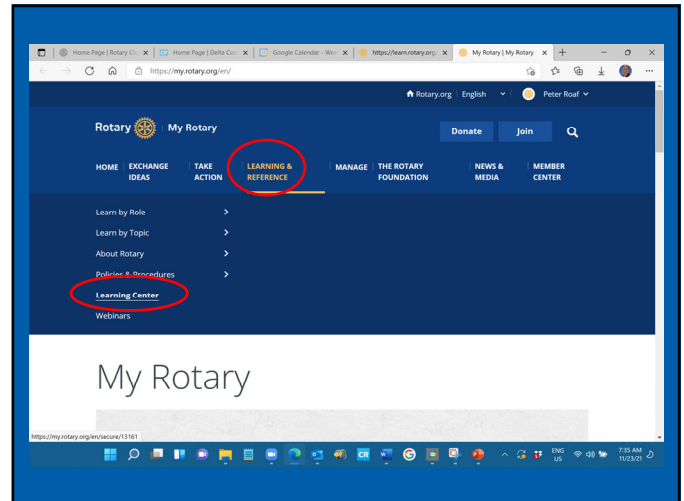 Home Page | Rotary Clu Home Page | Delta Con Google Calendar - Wee https://learn.rotary.org/ My Rotary | My Rotary
https://my.rotary.org/en/
Rotary.org English Peter Roaf
Rotary My Rotary Donate Join
HOME EXCHANGE IDEAS TAKE ACTION LEARNING & REFERENCE MANAGE THE ROTARY FOUNDATION NEWS & MEDIA MEMBER CENTER
Learn by Role
Learn by Topic
About Rotary
Policies & Procedures
Learning Center
Webinars
My Rotary
https://my.rotary.org/en/secure/13161
CR ENG US 7:35 AM 11/23/21